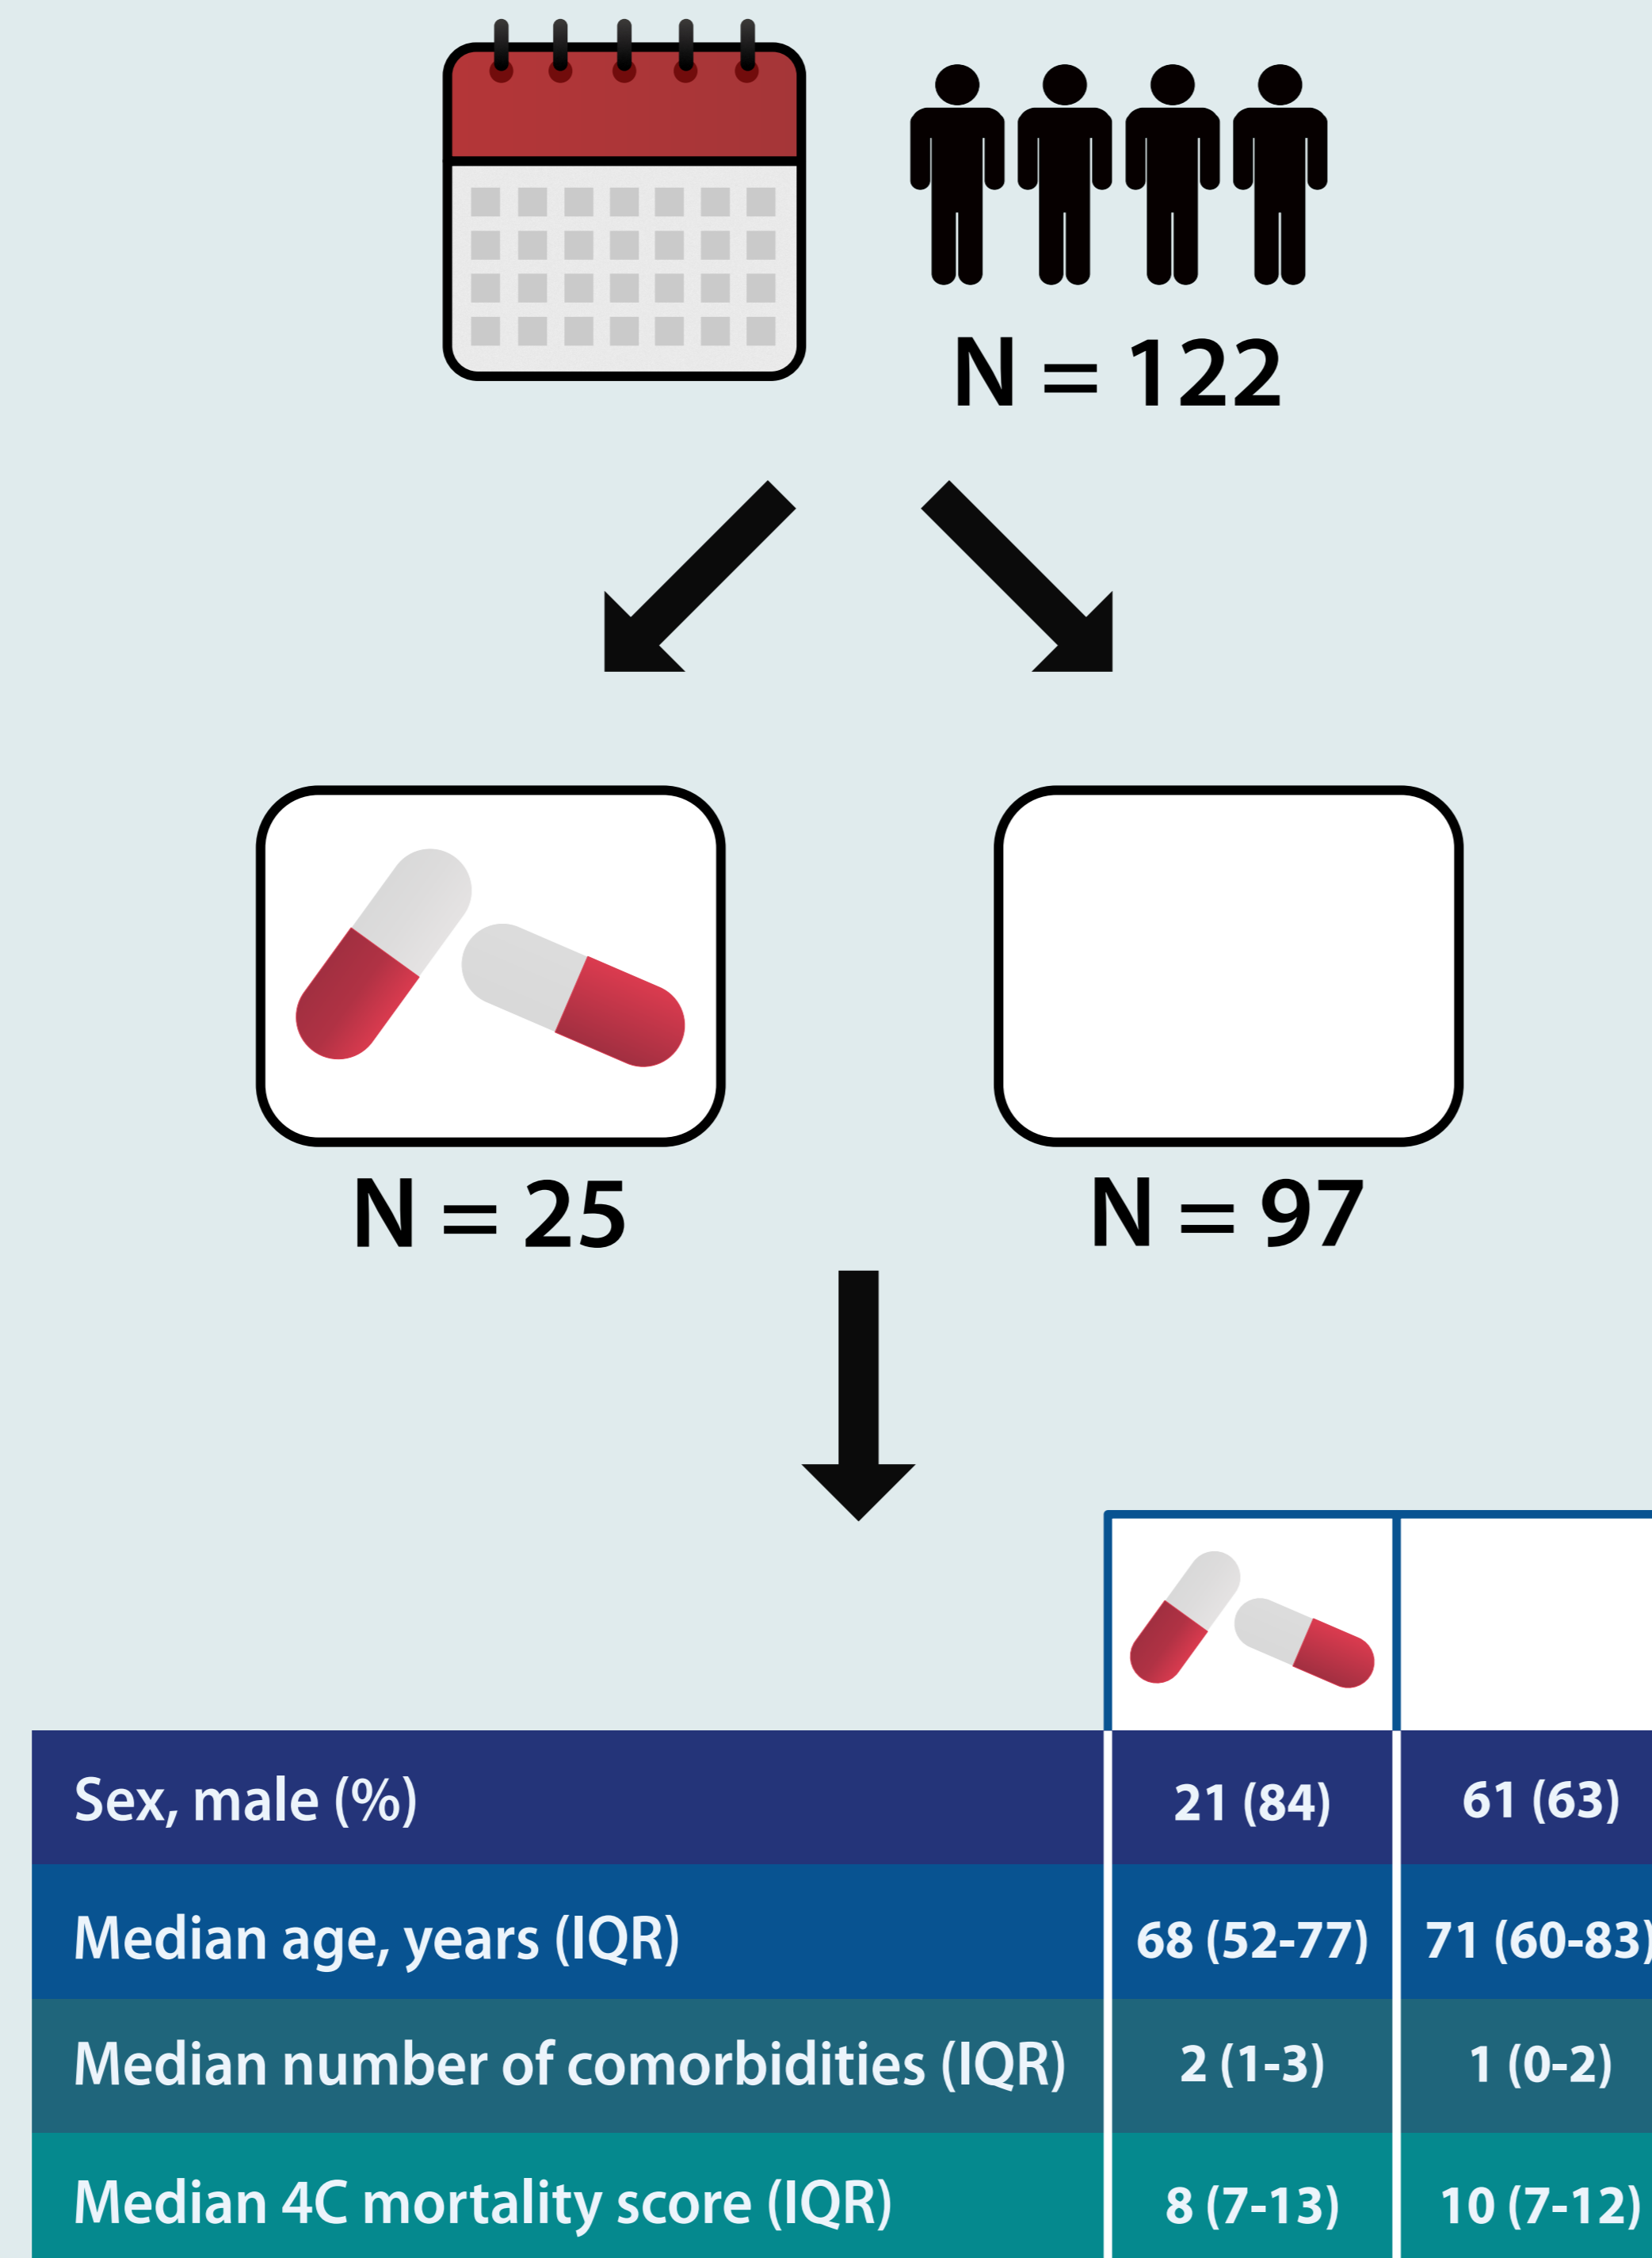 N = 122
N = 25 N = 97
Sex, male (%) 21 (84) 61 (63)
Median age, years (IQR) 68 (52-77) 71 (60-83)
Median number of comorbidities (IQR) 2 (1-3) 1 (0-2)
Median 4C mortality score (IQR) 8 (7-13) 10 (7-12)